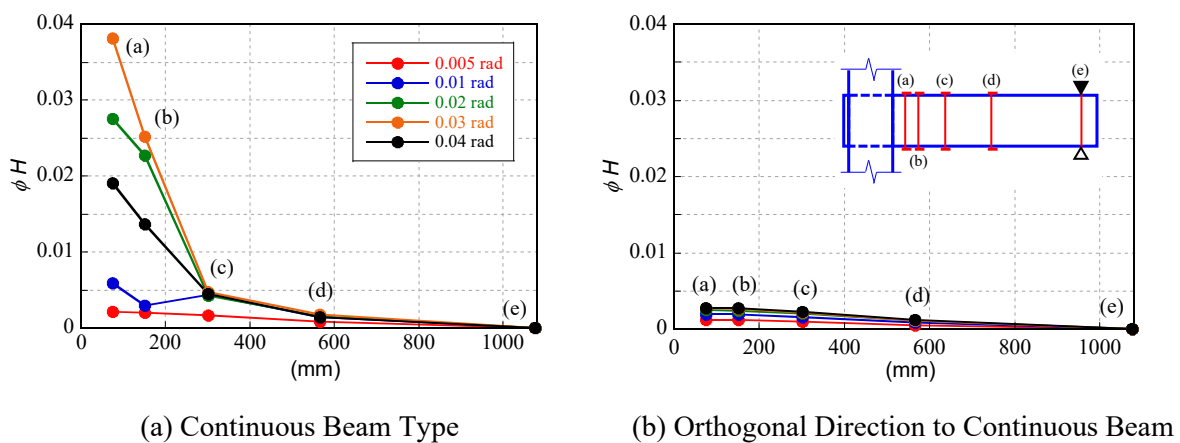 0.04
0.03
0.02
0.01
0
ϕ H
(a)
(b)
(c)
(d)
(e)
0.005 rad
0.01 rad
0.02 rad
0.03 rad
0.04 rad
0 200 400 600 800 1000
(mm)
(a) Continuous Beam Type
0.04
0.03
0.02
0.01
0
ϕ H
(a) (c) (d) (e)
(b)
(a) (b) (c) (d) (e)
0 200 400 600 800 1000
(mm)
(b) Orthogonal Direction to Continuous Beam